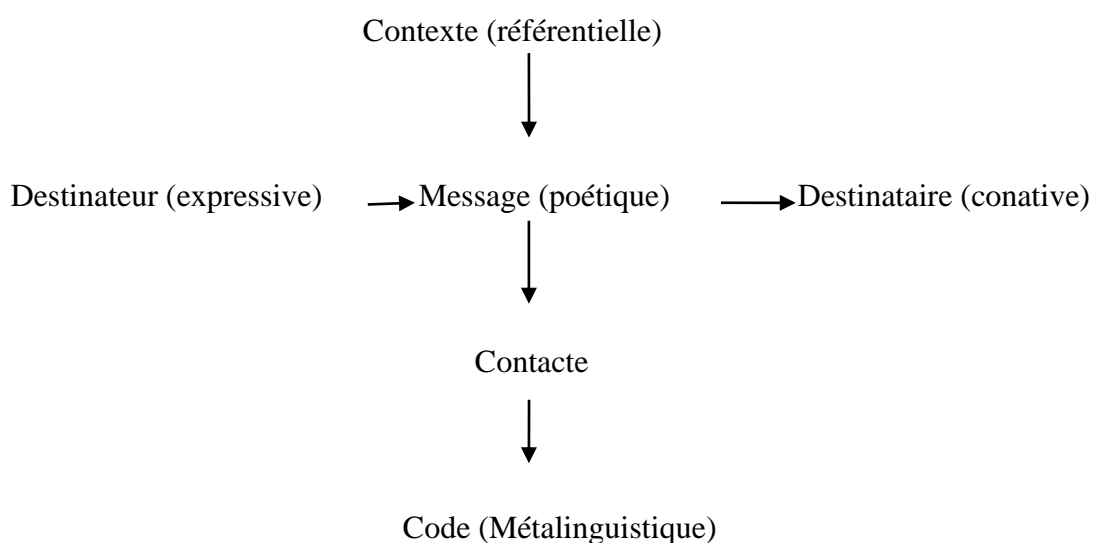 Contexte (référentielle)
Destinateur (expressive) Message (poétique) Destinataire (conative)
Contacte
Code (Métalinguistique)